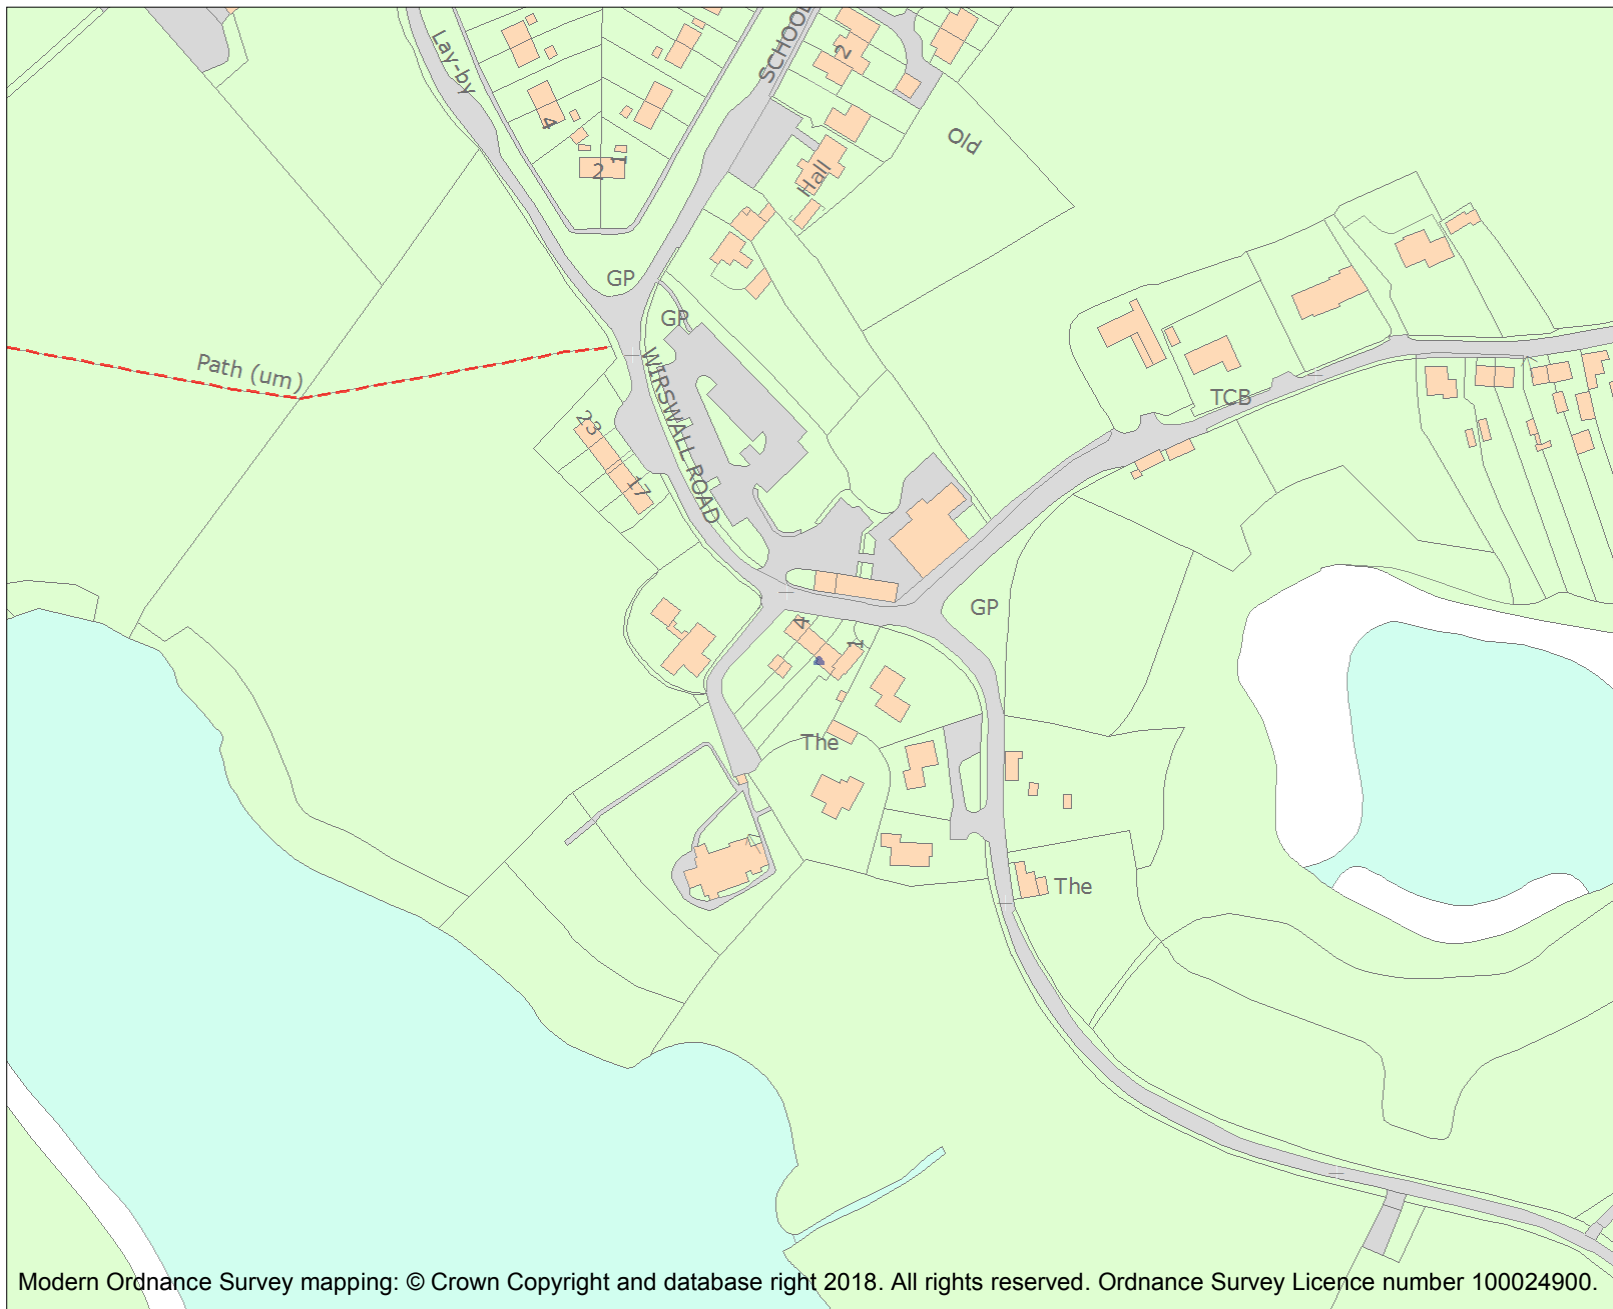 Lay-by
SCHOOL
2
4
1
2
Old
Hall
GP
GP
Path (um)
WIRSWALL ROAD
TCB
23
17
GP
4
1
The
The
Modern Ordnance Survey mapping: © Crown Copyright and database right 2018. All rights reserved. Ordnance Survey Licence number 100024900.